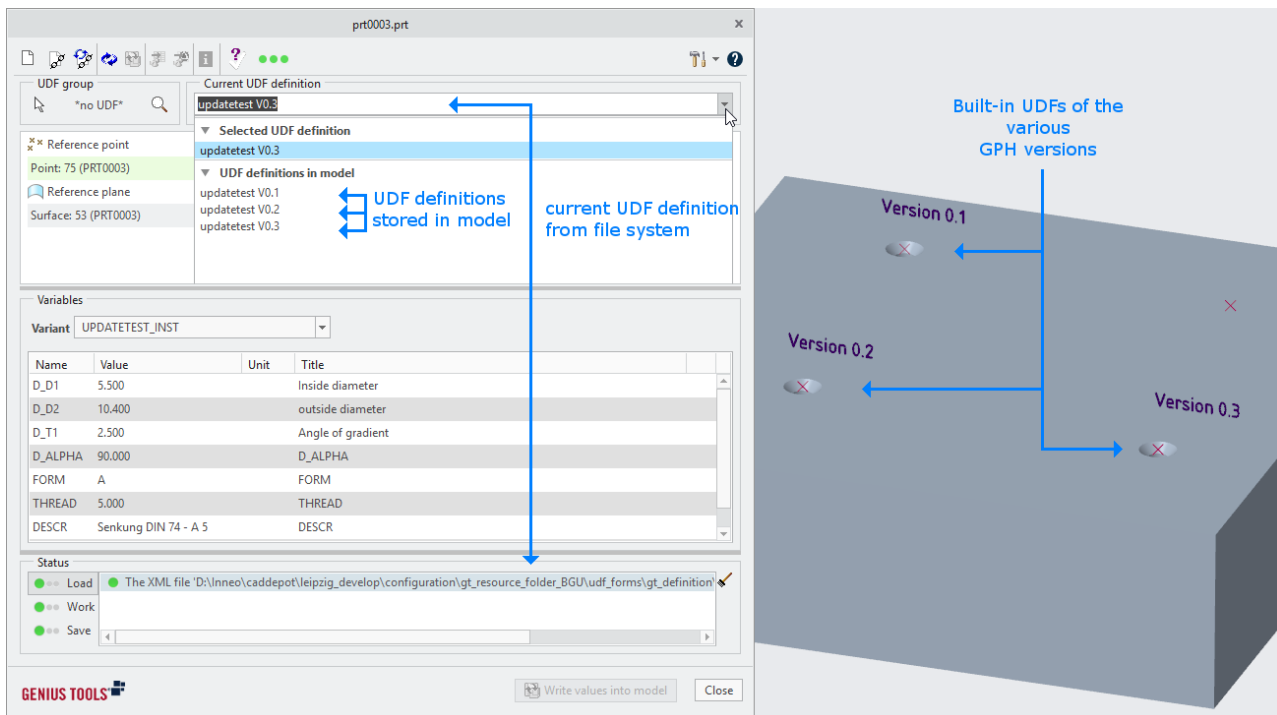 prt0003.prt
x
?
?
UDF group
*no UDF*
Current UDF definition
updatetest V0.3
Selected UDF definition
updatetest V0.3
UDF definitions in model
updatetest V0.1
updatetest V0.2
updatetest V0.3
Reference point
Point: 75 (PRT0003)
Reference plane
Surface: 53 (PRT0003)
UDF definitions
stored in model
current UDF definition
from file system
Variables
Variant UPDATETEST_INST
Name Value Unit Title
D_D1 5.500 Inside diameter
D_D2 10.400 outside diameter
D_T1 2.500 Angle of gradient
D_ALPHA 90.000 D_ALPHA
FORM A FORM
THREAD 5.000 THREAD
DESCR Senkung DIN 74 - A 5 DESCR
Status
Load The XML file 'D:\Inneo\caddepot\leipzig_develop\configuration\gt_resource_folder_BGU\udf_forms\gt_definition\
Work
Save
GENIUS TOOLS
Write values into model
Close
Built-in UDFs of the
various
GPH versions
Version 0.1
Version 0.2
Version 0.3